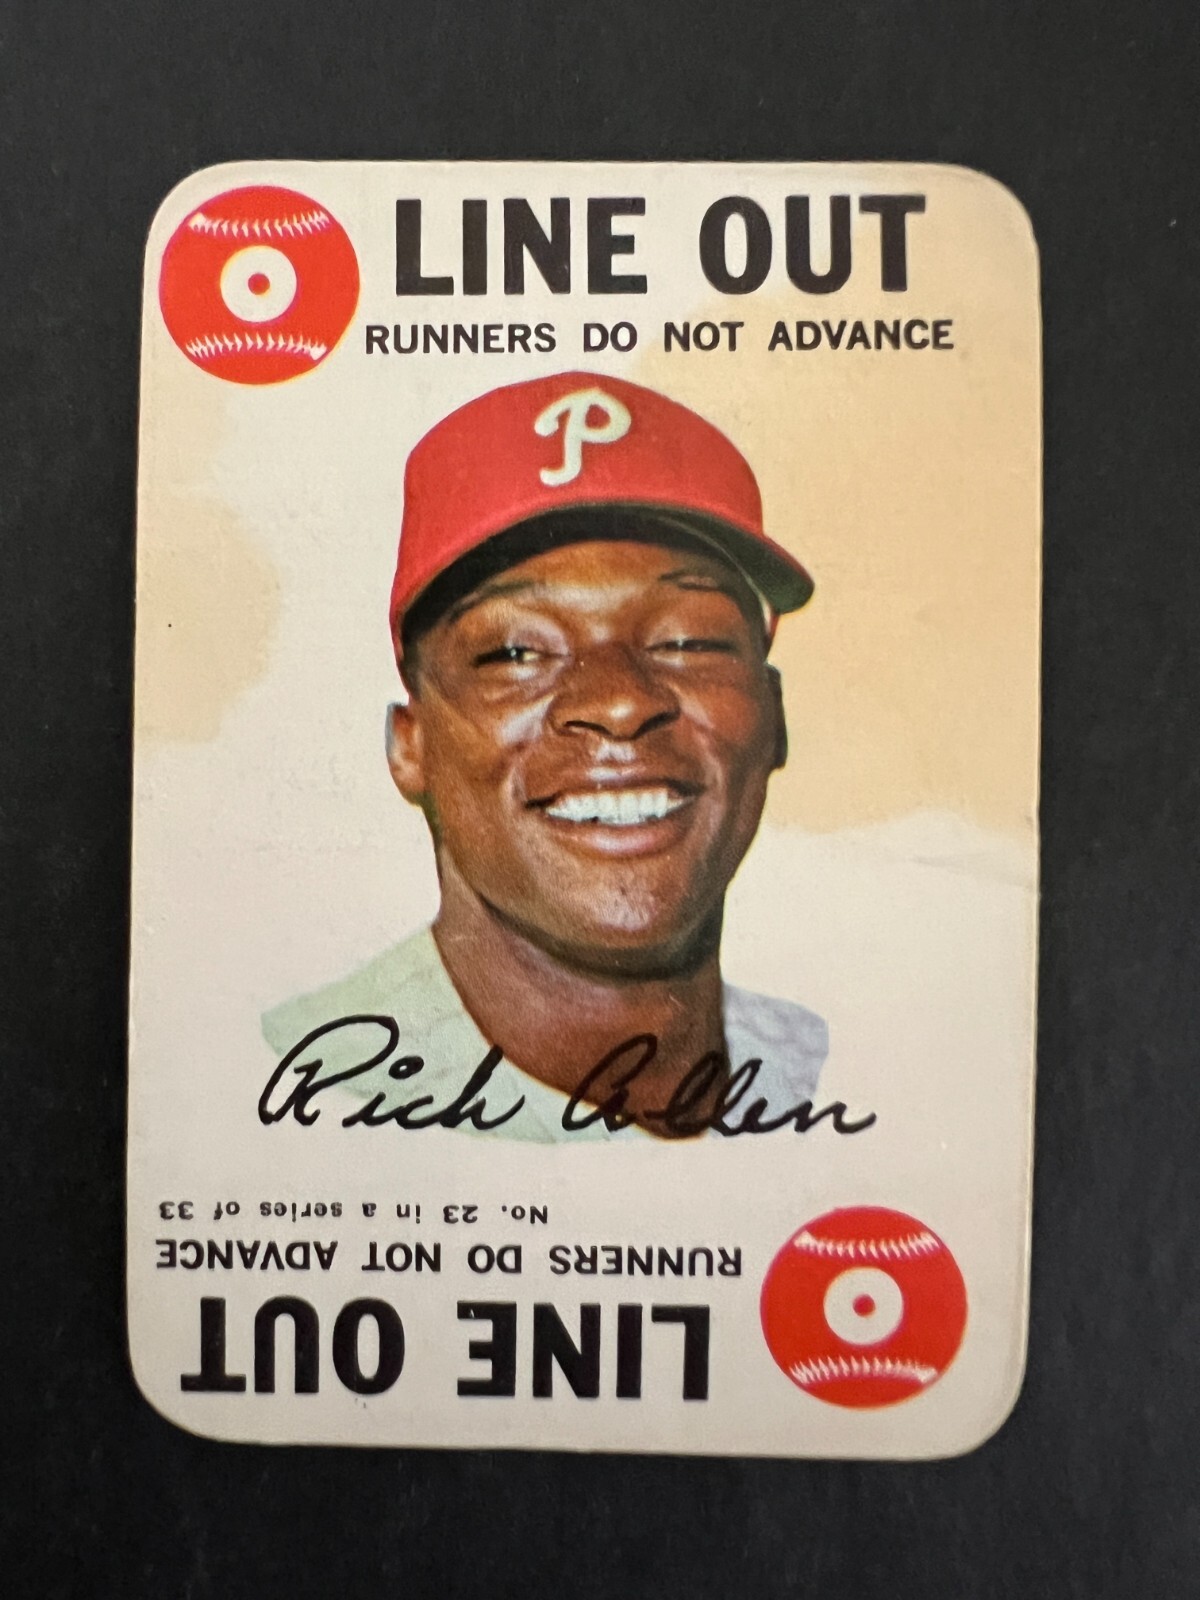 LINE OUT
RUNNERS DO NOT ADVANCE
P
Rich Allen
No. 23 in a series of 33
RUNNERS DO NOT ADVANCE
LINE OUT